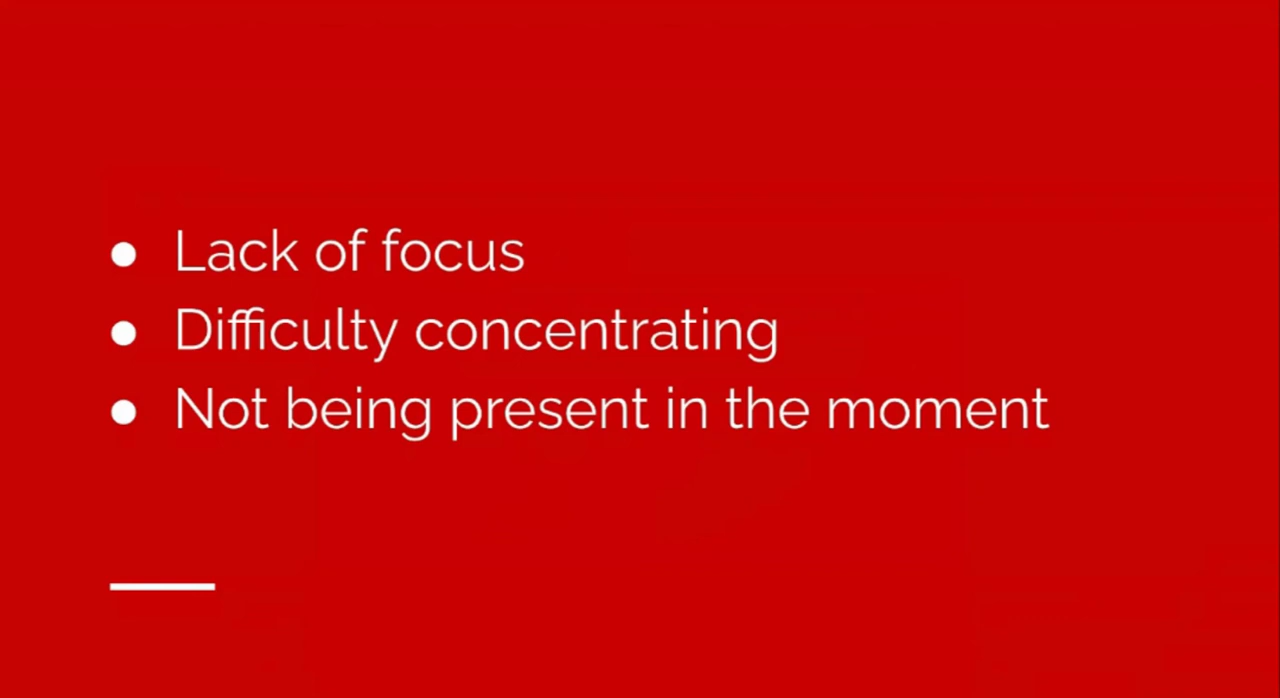 ● Lack of focus
● Difficulty concentrating
● Not being present in the moment